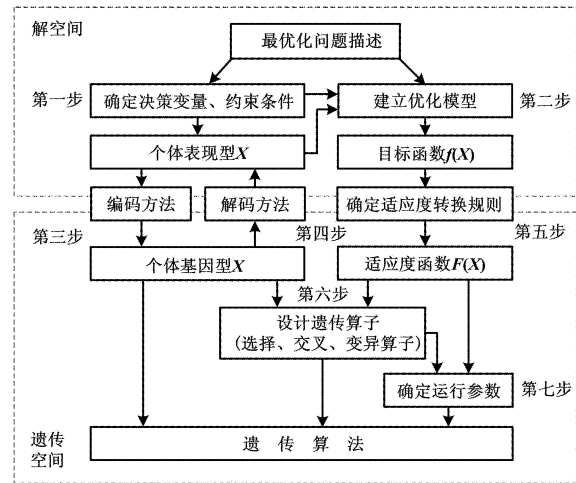 解空间
最优化问题描述
第一步
确定决策变量、约束条件
建立优化模型
第二步
个体表现型X
目标函数f(X)
编码方法
解码方法
确定适应度转换规则
第三步
第四步
第五步
个体基因型X
适应度函数F(X)
第六步
设计遗传算子
(选择、交叉、变异算子)
确定运行参数
第七步
遗传
空间
遗 传 算 法